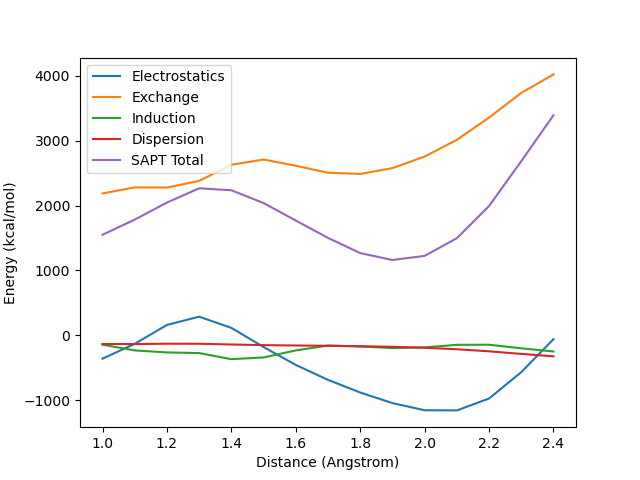 Electrostatics
Exchange
Induction
Dispersion
SAPT Total
4000
3000
2000
1000
0
−1000
Energy (kcal/mol)
1.0 1.2 1.4 1.6 1.8 2.0 2.2 2.4
Distance (Angstrom)